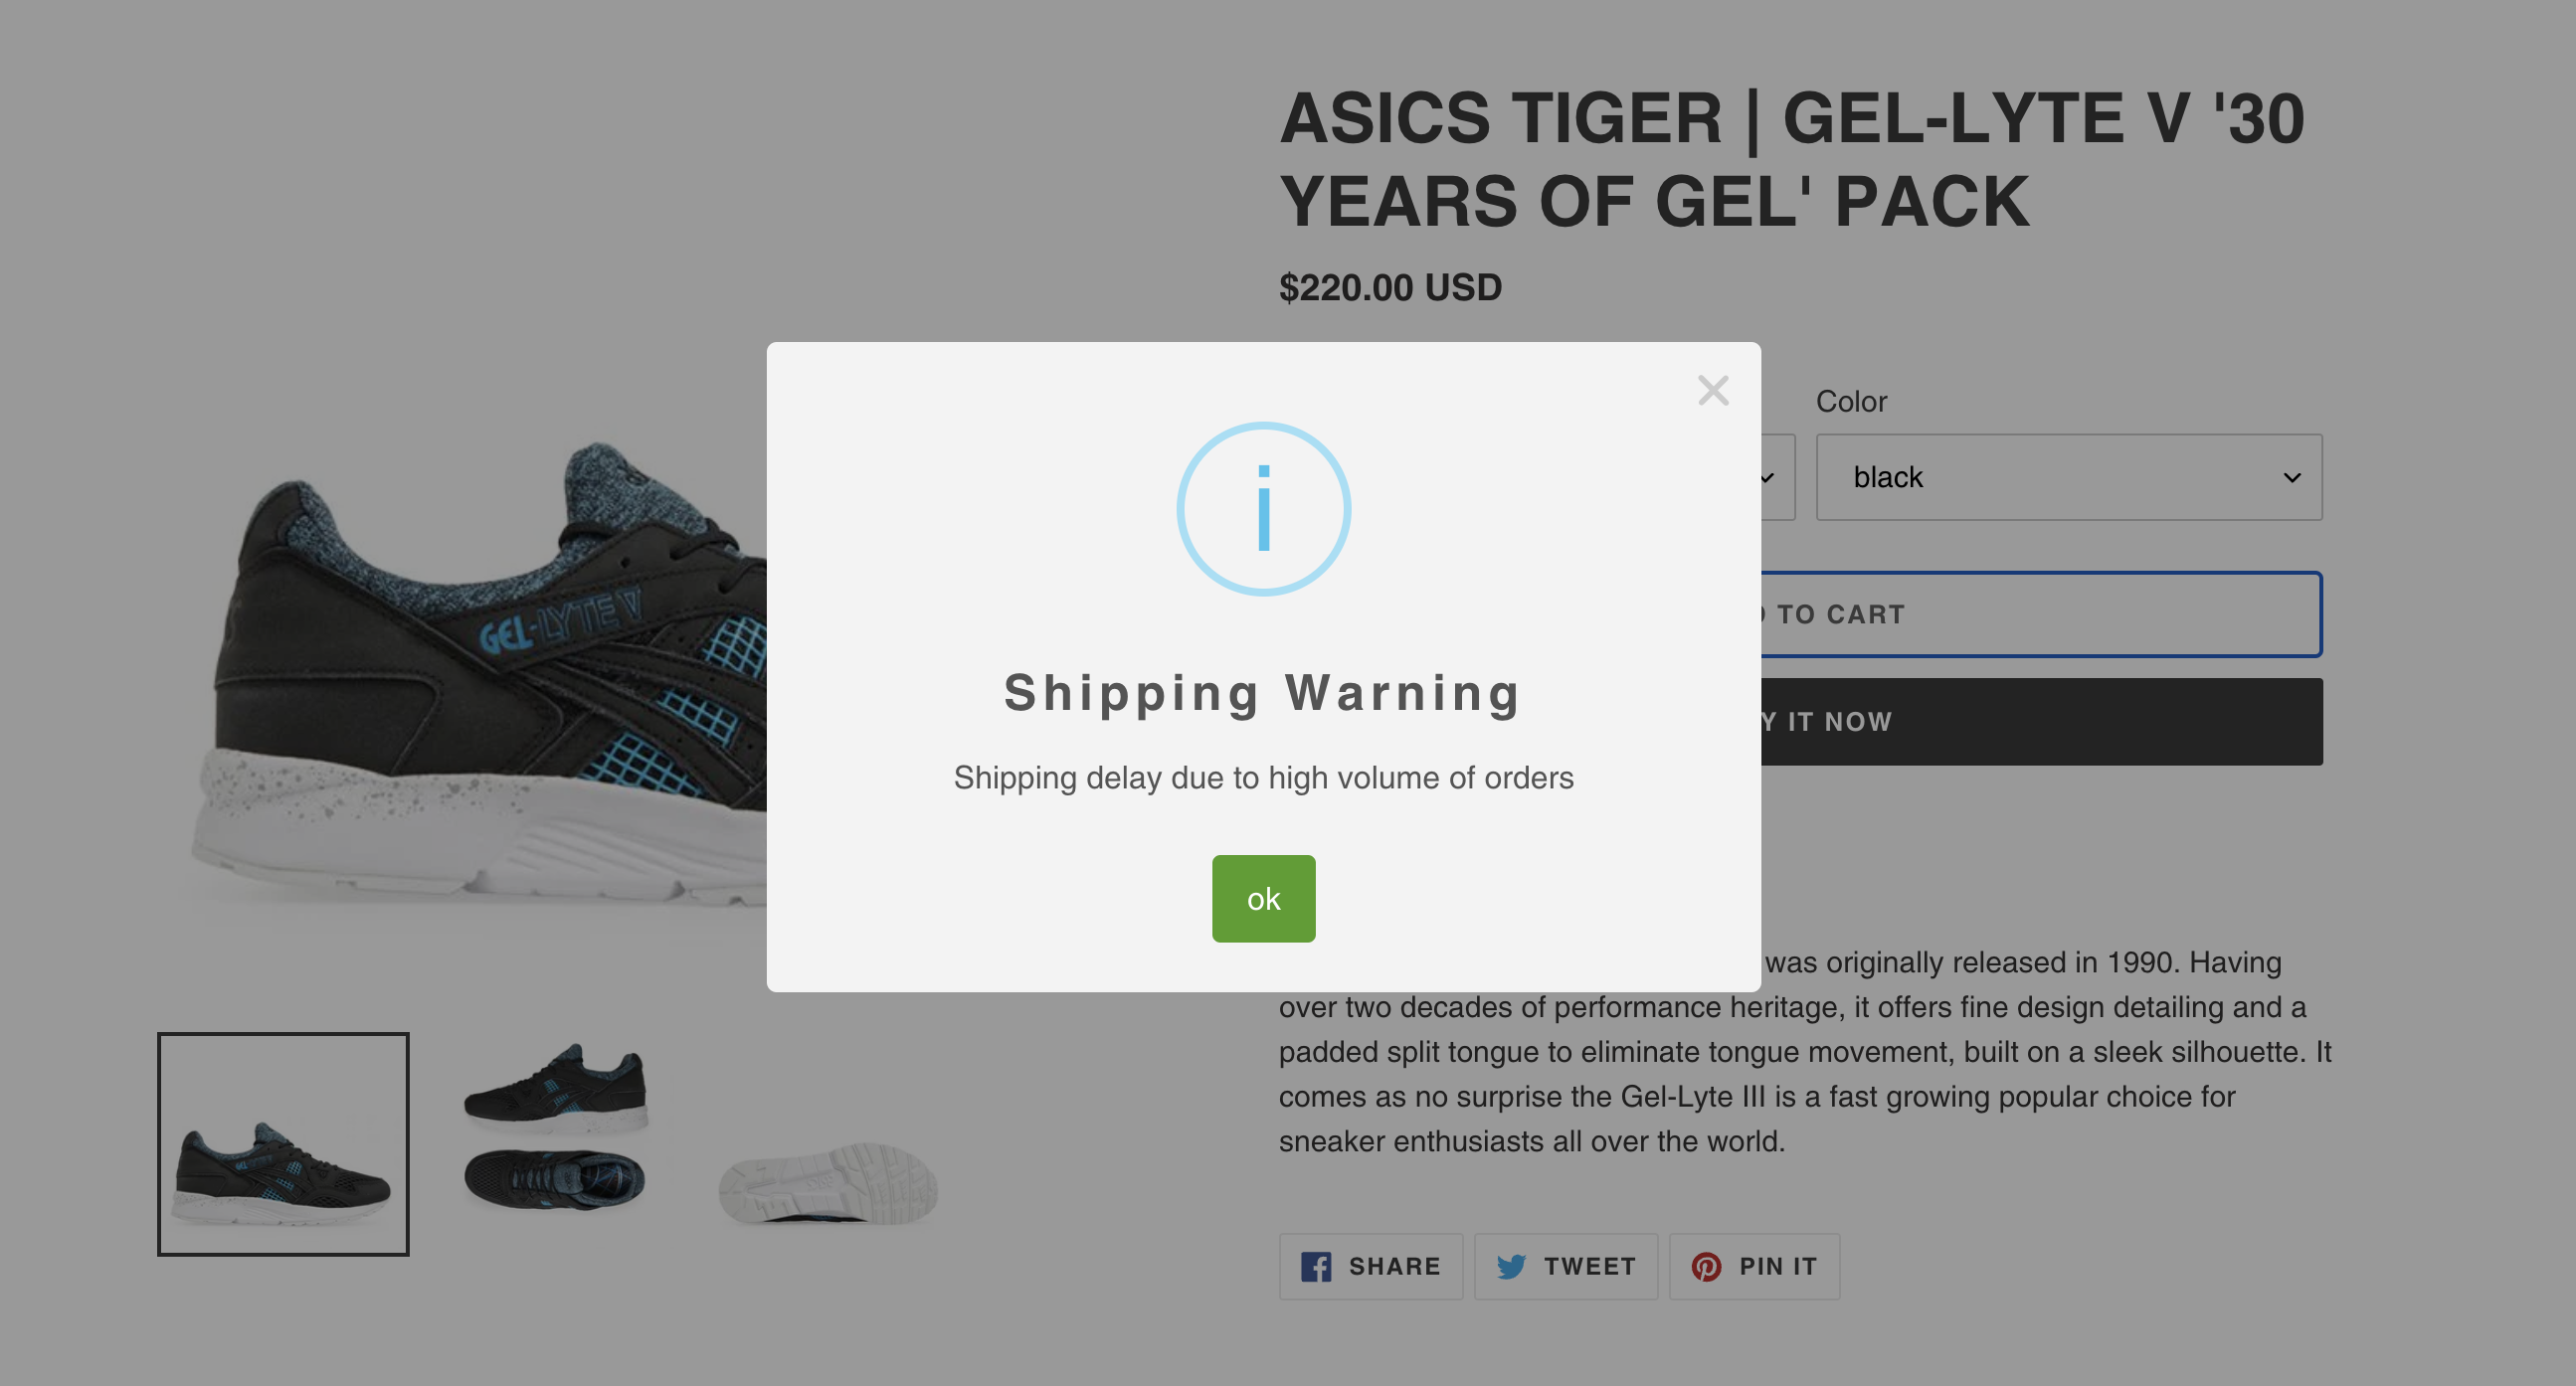 ASICS TIGER | GEL-LYTE V '30
YEARS OF GEL' PACK
$220.00 USD
Color
black
TO CART
IT NOW
GEL-LYTE V
i
Shipping Warning
Shipping delay due to high volume of orders
ok
was originally released in 1990. Having
over two decades of performance heritage, it offers fine design detailing and a
padded split tongue to eliminate tongue movement, built on a sleek silhouette. It
comes as no surprise the Gel-Lyte III is a fast growing popular choice for
sneaker enthusiasts all over the world.
SHARE
TWEET
PIN IT